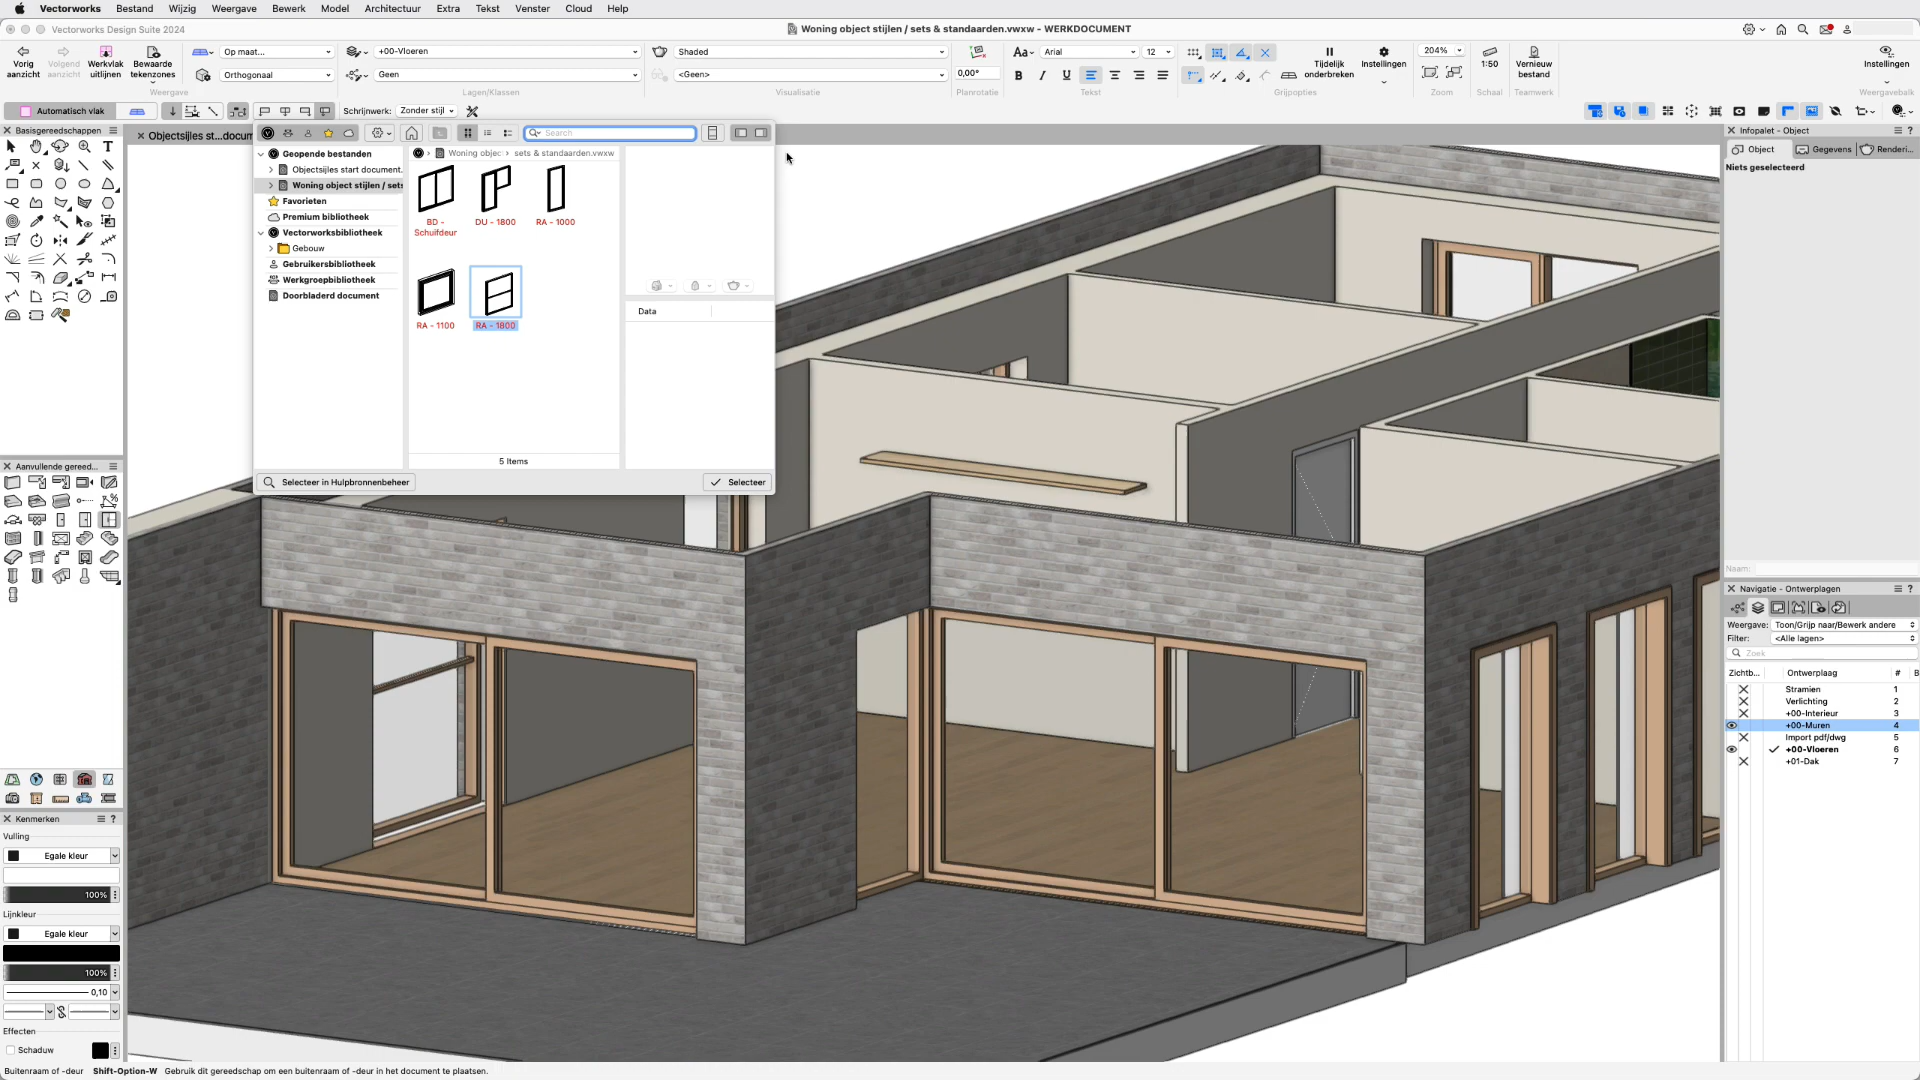 Vectorworks Bestand Wijzig Weergave Bewerk Model Architectuur Extra Tekst Venster Cloud Help
Vectorworks Design Suite 2024
Woning object stijlen / sets & standaarden.vwxw - WERKDOCUMENT
Vorig aanzicht
Volgend aanzicht
Werkvlak uitlijnen
Bewaarde tekenzones
Op maat...
Orthogonaal
Weergave
+00-Vloeren
Geen
Lagen/Klassen
Shaded
<Geen>
Visualisatie
0,00°
Planrotatie
Aa
Arial
12
B I U
Tekst
Tijdelijk onderbreken
Instellingen
Grijpopties
204%
Zoom
1:50
Schaal
Vernieuw bestand
Teamwerk
Instellingen
Weergavebalk
Automatisch vlak
Schrijnwerk: Zonder stijl
Basisgereedschappen
Objectsijles st...docum
Search
Geopende bestanden
Objectsijles start document.
Woning object stijlen / sets
Favorieten
Premium bibliotheek
Vectorworksbibliotheek
Gebouw
Gebruikersbibliotheek
Werkgroepbibliotheek
Doorbladerd document
Woning objec
sets & standaarden.vwxw
BD - Schuifdeur
DU - 1800
RA - 1000
RA - 1100
RA - 1800
5 Items
Data
Selecteer in Hulpbronnenbeheer
Selecteer
Aanvullende gereed...
Kenmerken
Vulling
Egale kleur
100%
Lijnkleur
Egale kleur
100%
0,10
Effecten
Schaduw
Infopalet - Object
Object
Gegevens
Renderi...
Niets geselecteerd
Naam:
Navigatie - Ontwerplagen
Weergave: Toon/Grijp naar/Bewerk andere
Filter: <Alle lagen>
Zoek
Zichtb... Ontwerplaag # B
Stramien 1
Verlichting 2
+00-Interieur 3
+00-Muren 4
Import pdf/dwg 5
+00-Vloeren 6
+01-Dak 7
Buitenraam of -deur Shift-Option-W Gebruik dit gereedschap om een buitenraam of -deur in het document te plaatsen.